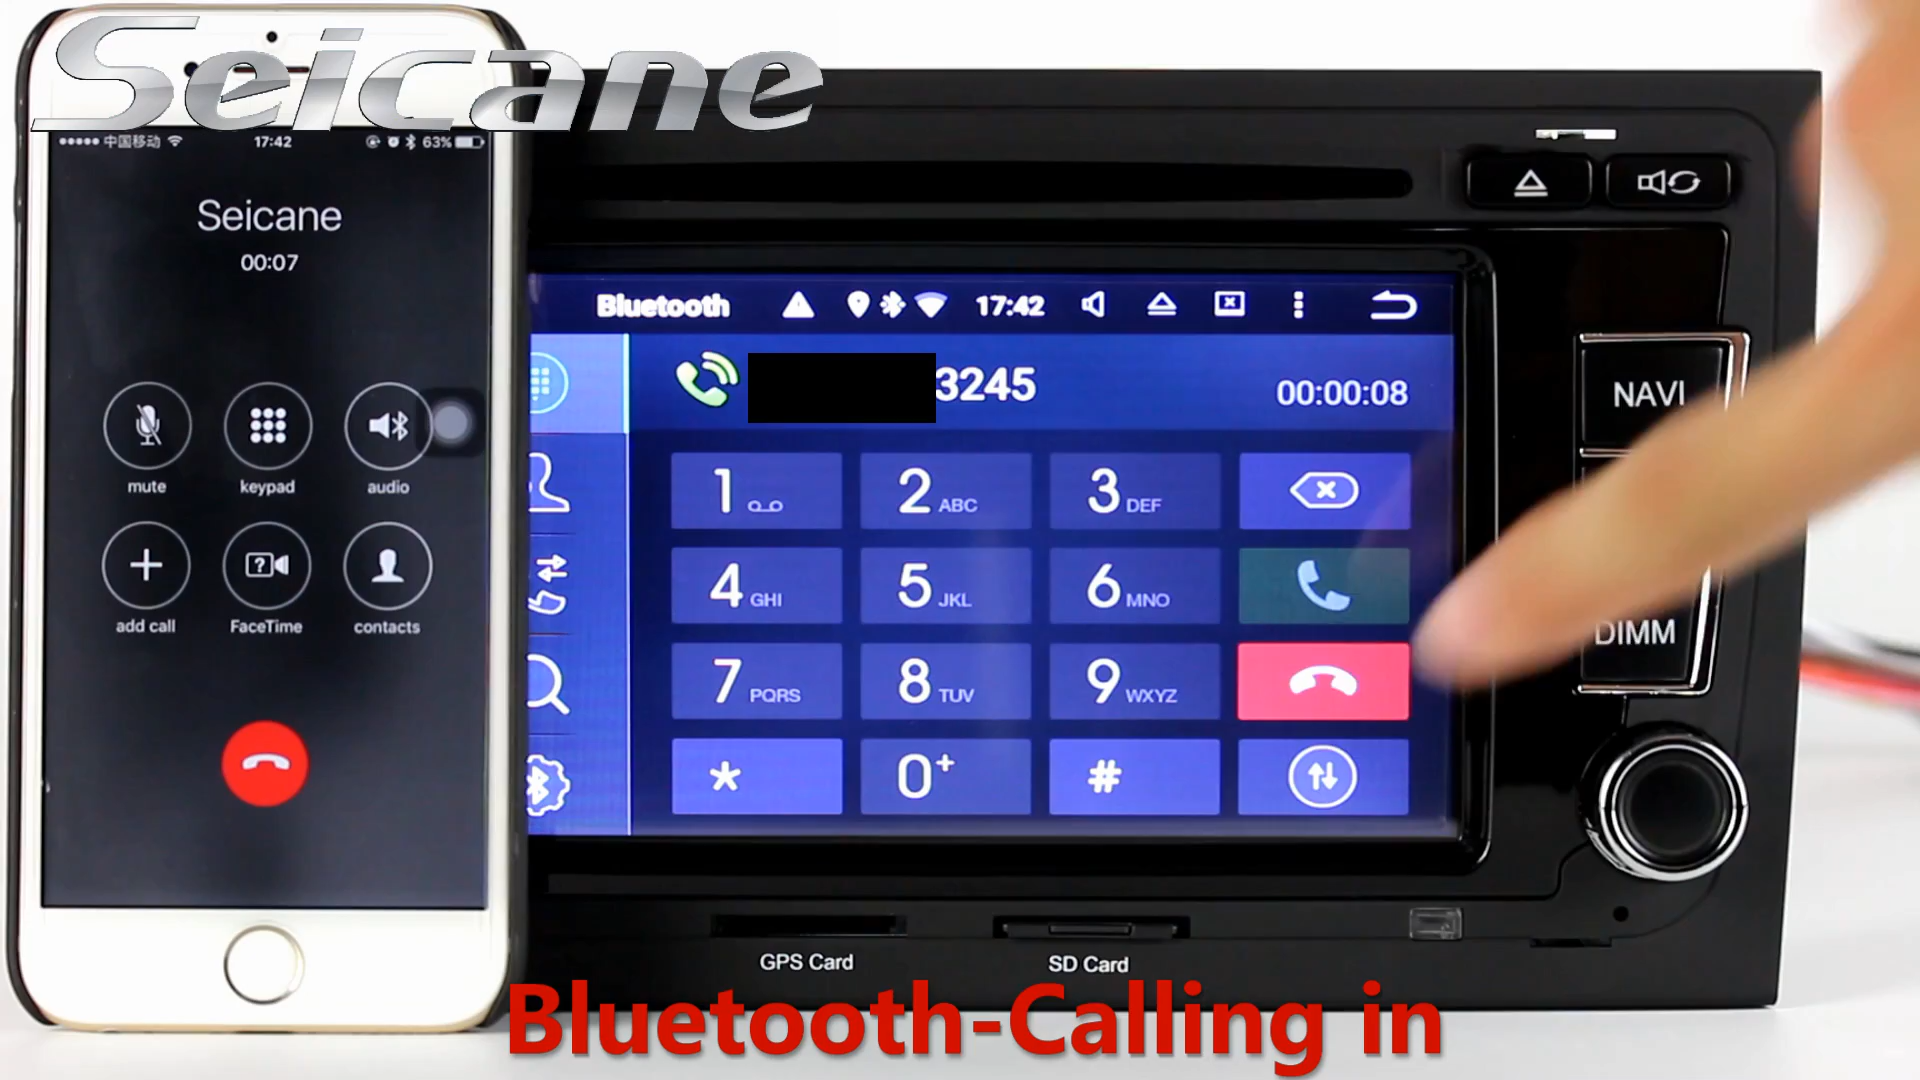 Seicane
中国移动 17:42 63%
Seicane
00:07
mute keypad audio
add call FaceTime contacts
Bluetooth 17:42
3245 00:00:08
1 2 ABC 3 DEF
4 GHI 5 JKL 6 MNO
7 PQRS 8 TUV 9 WXYZ
* 0+ #
NAVI
DIMM
GPS Card SD Card
Bluetooth-Calling in